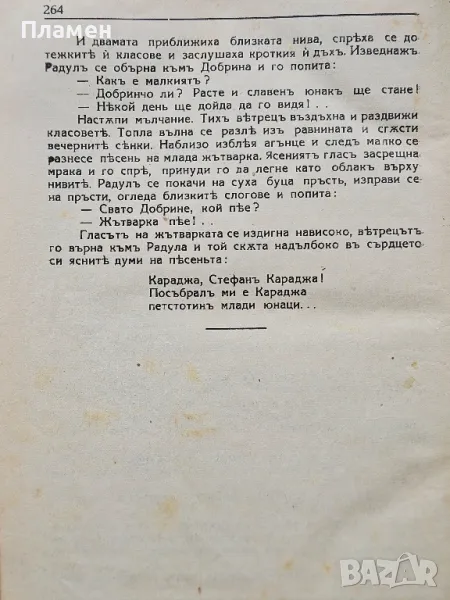 264
Пламен
И двамата приближиха близката нива, спрѣха се до
тежкитѣ ѝ класове и заслушаха кроткия ѝ дъхъ. Изведнажъ
Радулъ се обърна къмъ Добрина и го попита:
— Какъ е малкиятъ?
— Добринчо ли? Расте и славенъ юнакъ ще стане!
— Нѣкой день ще дойда да го видя! . .
Настѫпи мълчание. Тихъ вѣтрецъ въздъхна и раздвижи
класоветѣ. Топла вълна се разлѣ изъ равнината и сгѫсти
вечернитѣ сѣнки. Наблизо изблѣя агънце и следъ малко се
разнесе пѣсень на млада жътварка. Ясениятъ гласъ засрещна
мрака и го спрѣ, принуди го да легне като облакъ върху
нивитѣ. Радулъ се покачи на суха буца пръсть, изправи се
на пръсти, огледа близкитѣ слогове и попита:
— Свато Добрине, кой пѣе?
— Жътварка пѣе! . .
Гласътъ на жътварката се издигна нависоко, вѣтрецътъ
го върна къмъ Радула и той скѫта надълбоко въ сърдцето
си яснитѣ думи на пѣсеньта:
Караджа, Стефанъ Караджа!
Посъбралъ ми е Караджа
петстотинъ млади юнаци. . .
Пламен
BAZAR